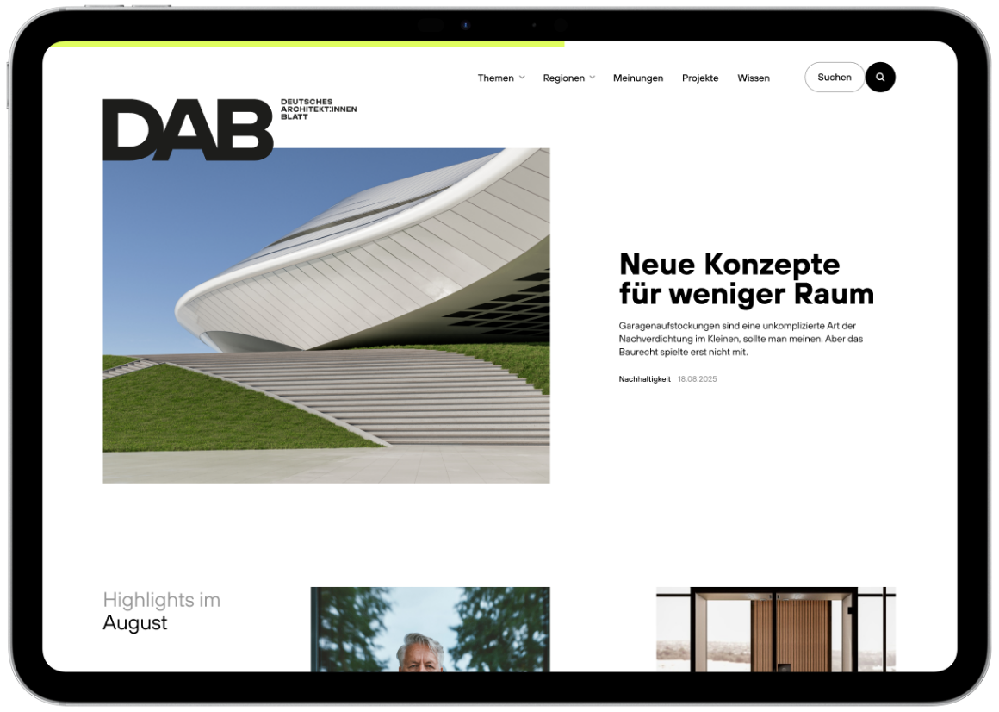 Themen
Regionen
Meinungen
Projekte
Wissen
Suchen
DAB
DEUTSCHES
ARCHITEKT:INNEN
BLATT
Neue Konzepte
für weniger Raum
Garagenaufstockungen sind eine unkomplizierte Art der
Nachverdichtung im Kleinen, sollte man meinen. Aber das
Baurecht spielte erst nicht mit.
Nachhaltigkeit 18.08.2025
Highlights im
August